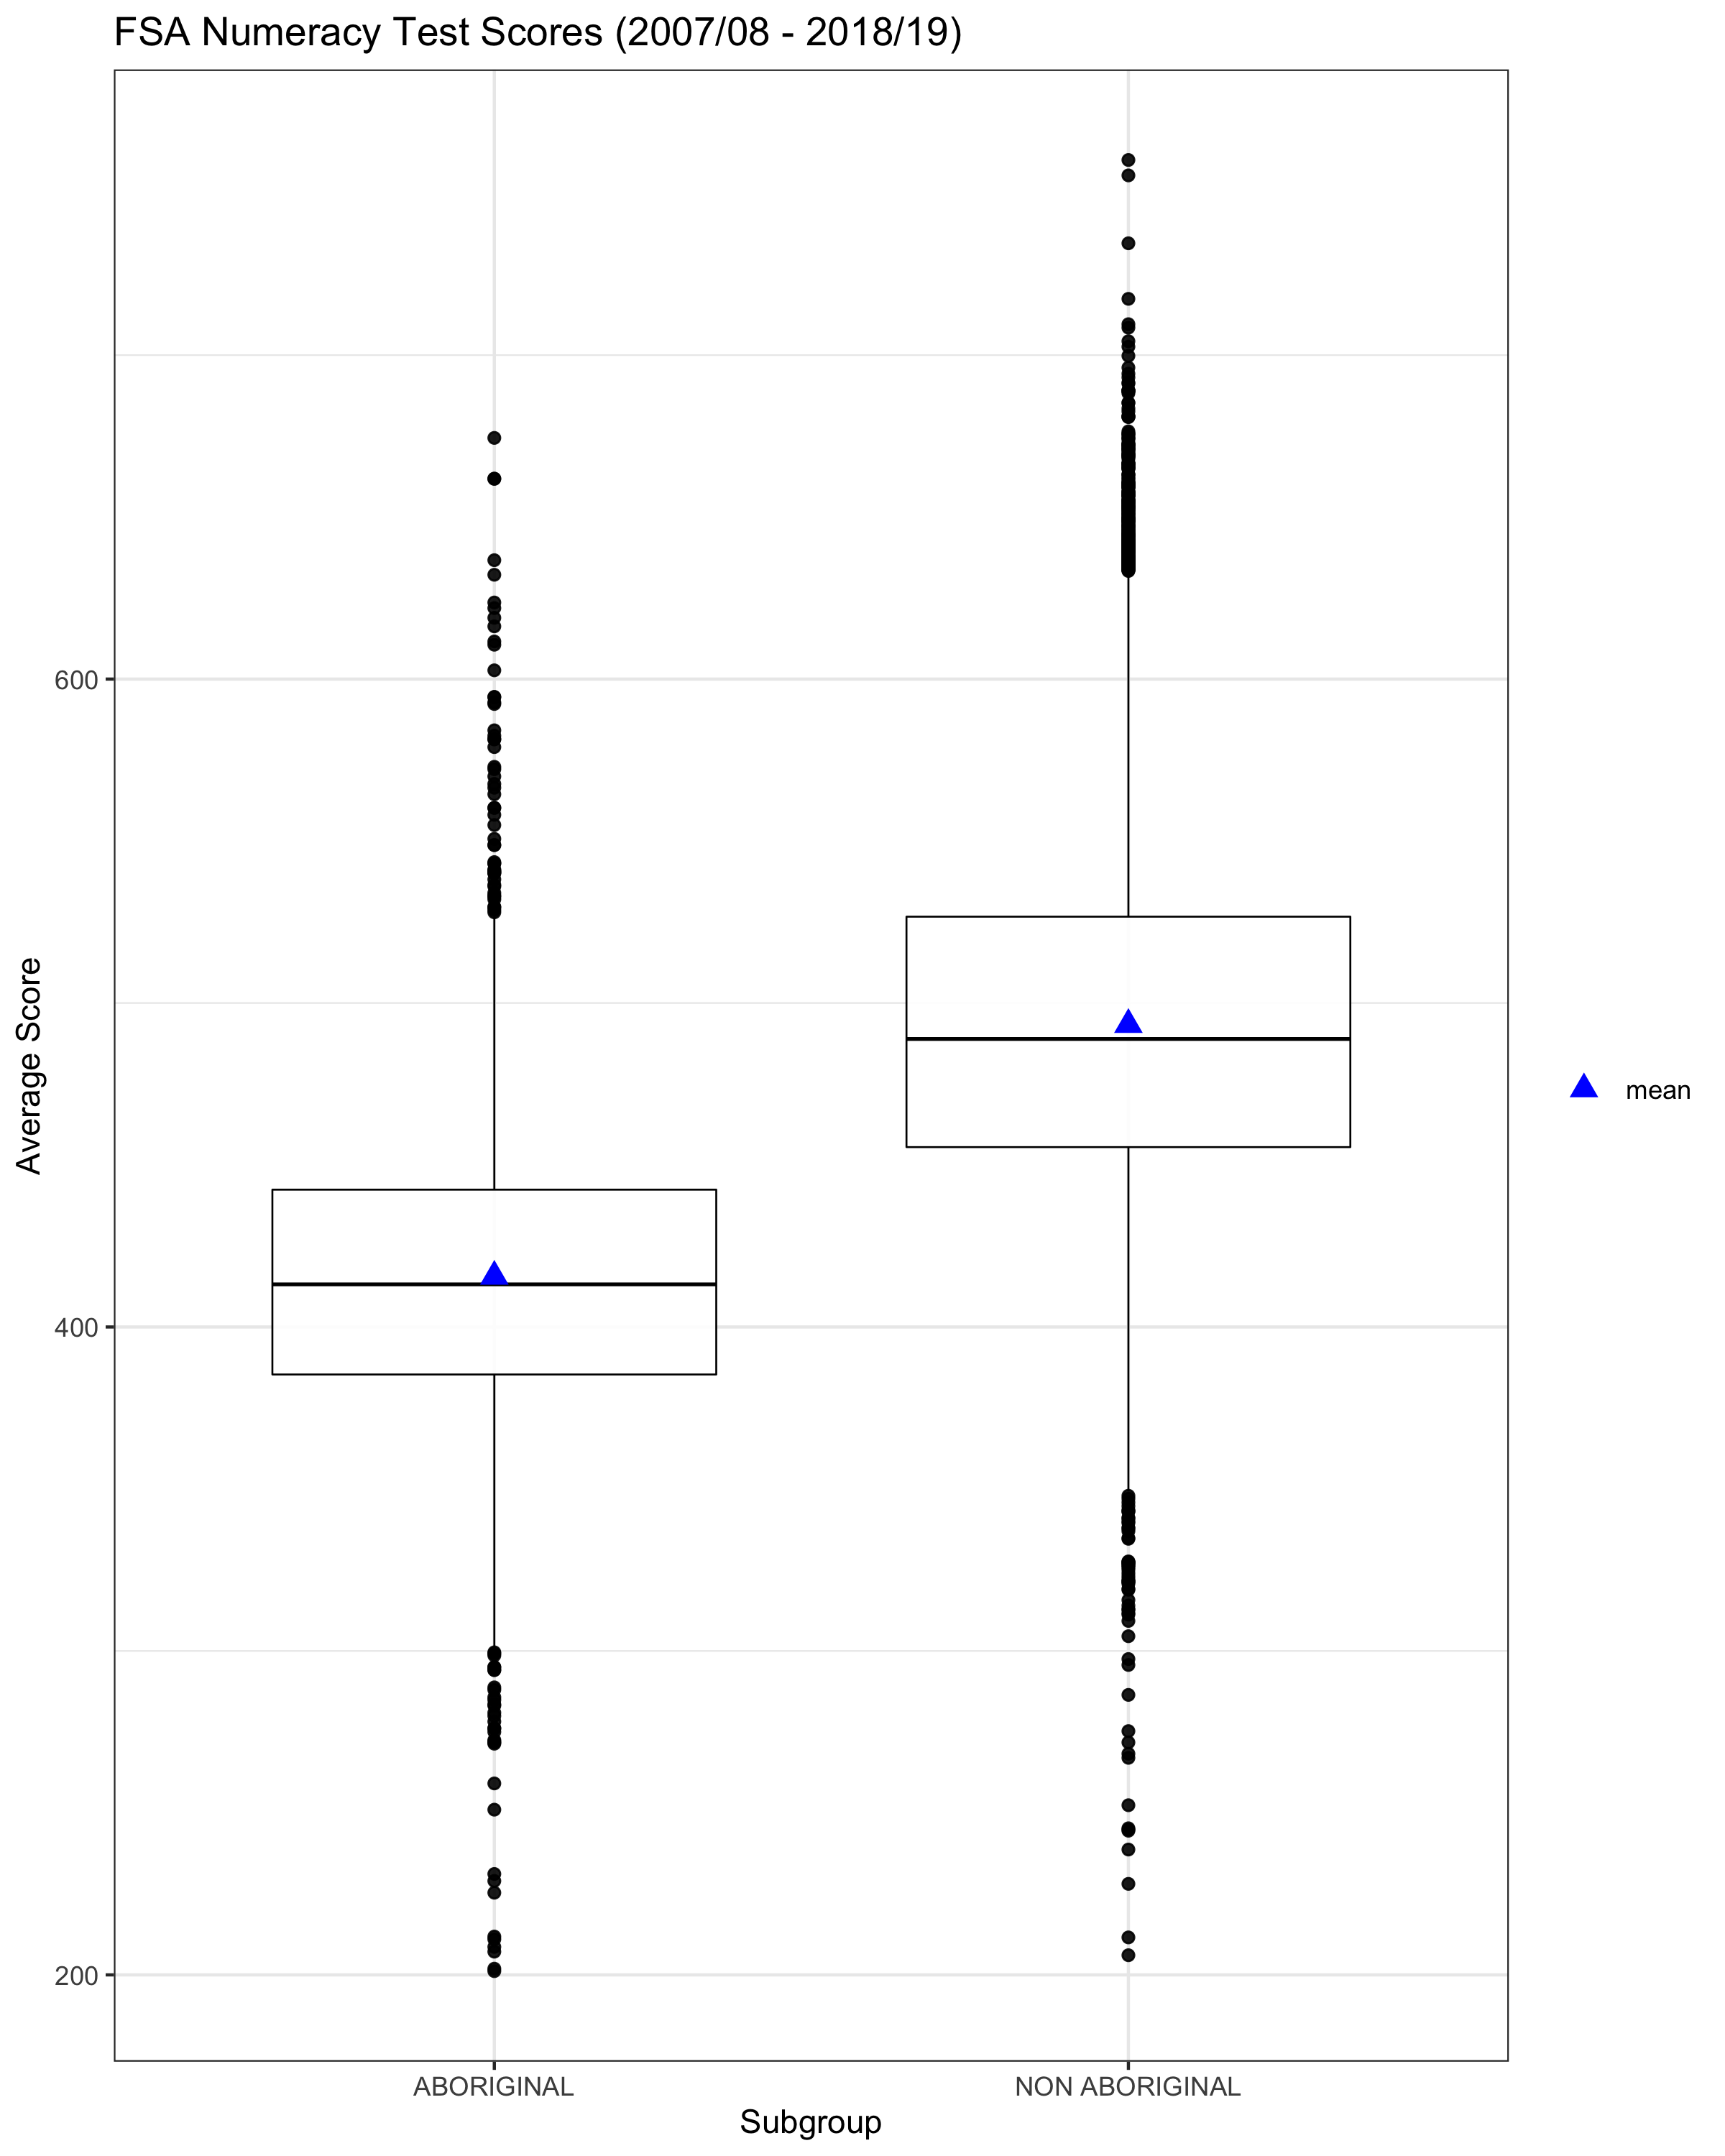 FSA Numeracy Test Scores (2007/08 - 2018/19)
Average Score
600
400
200
mean
ABORIGINAL
NON ABORIGINAL
Subgroup